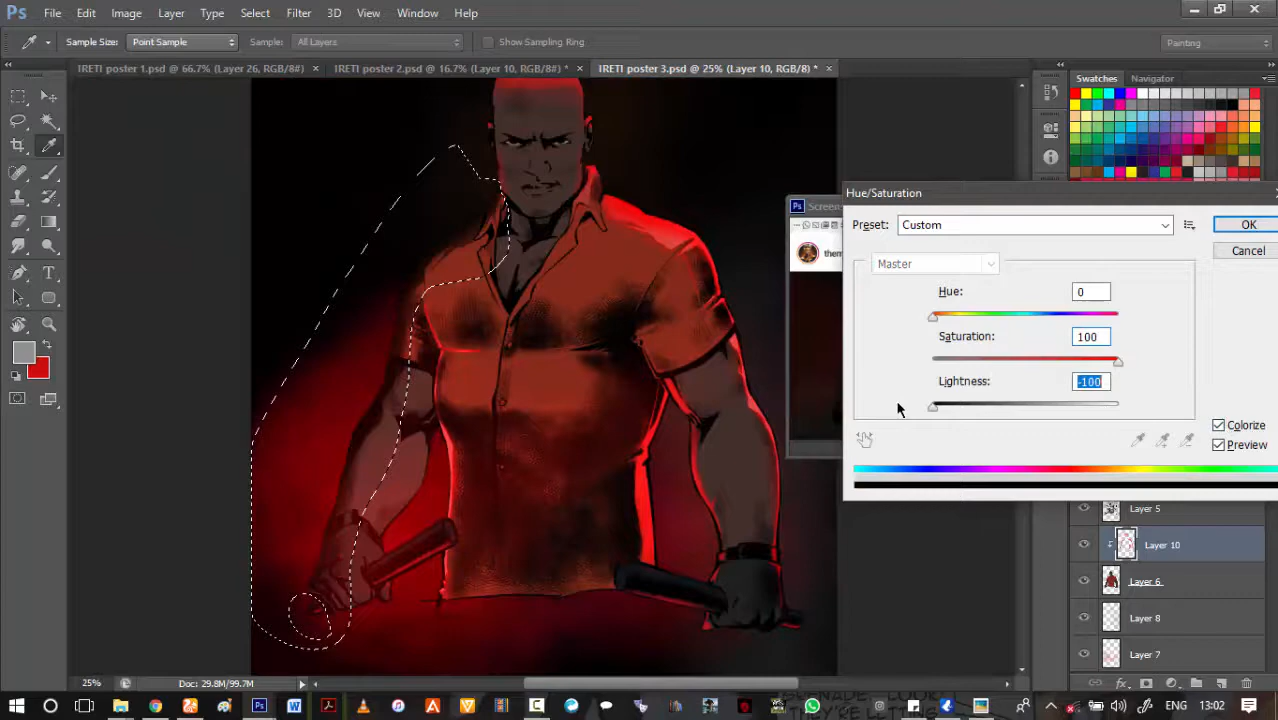 Ps File Edit Image Layer Type Select Filter 3D View Window Help
Sample Size: Point Sample Sample: All Layers Show Sampling Ring Painting
IRETI poster 1.psd @ 66.7% (Layer 26, RGB/8#) × IRETI poster 2.psd @ 16.7% (Layer 10, RGB/8#) * × IRETI poster 3.psd @ 25% (Layer 10, RGB/8) * ×
Swatches Navigator
Ps Screen
them
Hue/Saturation
Preset: Custom OK
Master Cancel
Hue: 0
Saturation: 100
Lightness: -100
Colorize
Preview
Layer 5
Layer 10
Layer 6
Layer 8
Layer 7
25% Doc: 29.8M/99.7M
ENG 13:02